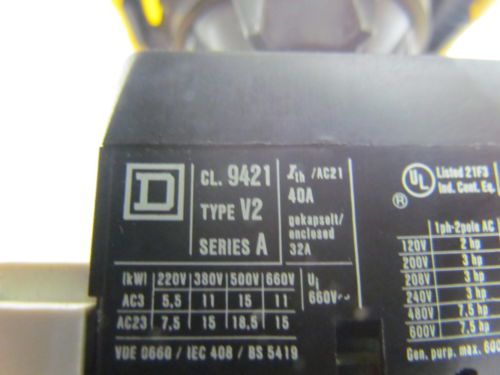 D
CL. 9421
TYPE V2
SERIES A
Ith /AC21
40A
gekapselt/
enclosed
32A
(kW) 220V 380V 500V 660V
AC3 5,5 11 15 11
AC23 7,5 15 18,5 15
Ui
660V~
VDE 0660 / IEC 408 / BS 5419
UL ®
Listed 21F3
Ind. Cont. Eq.
1ph-2pole AC
120V 2 hp
200V 3 hp
208V 3 hp
240V 3 hp
480V 7,5 hp
600V 7,5 hp
Gen. purp. max. 600